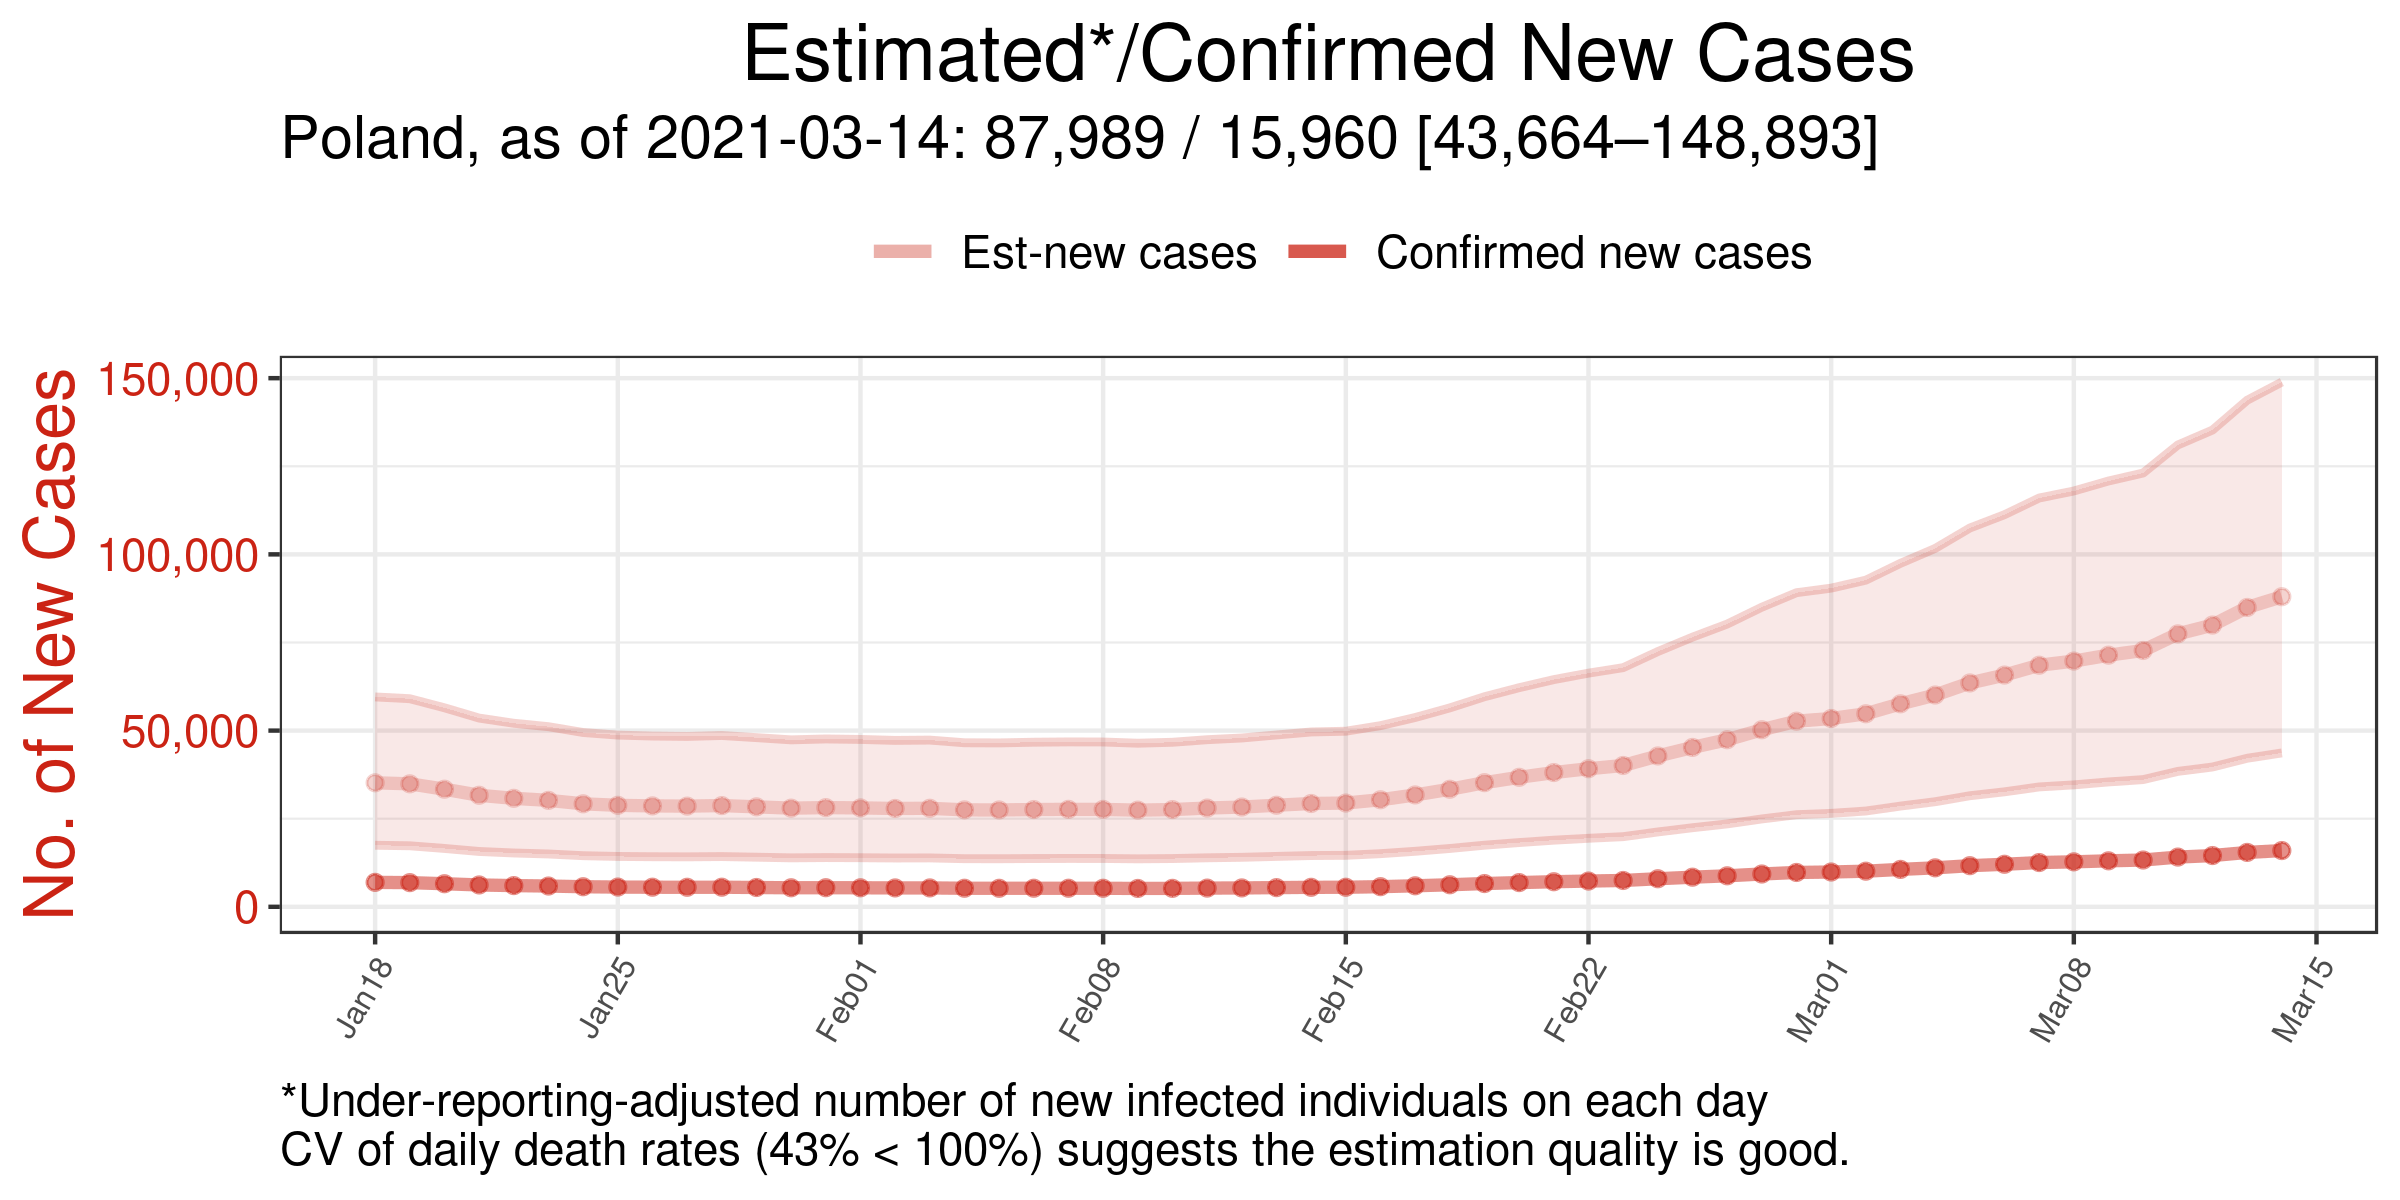 Estimated*/Confirmed New Cases
Poland, as of 2021-03-14: 87,989 / 15,960 [43,664–148,893]
Est-new cases
Confirmed new cases
No. of New Cases
150,000
100,000
50,000
0
Jan18
Jan25
Feb01
Feb08
Feb15
Feb22
Mar01
Mar08
Mar15
*Under-reporting-adjusted number of new infected individuals on each day
CV of daily death rates (43% < 100%) suggests the estimation quality is good.